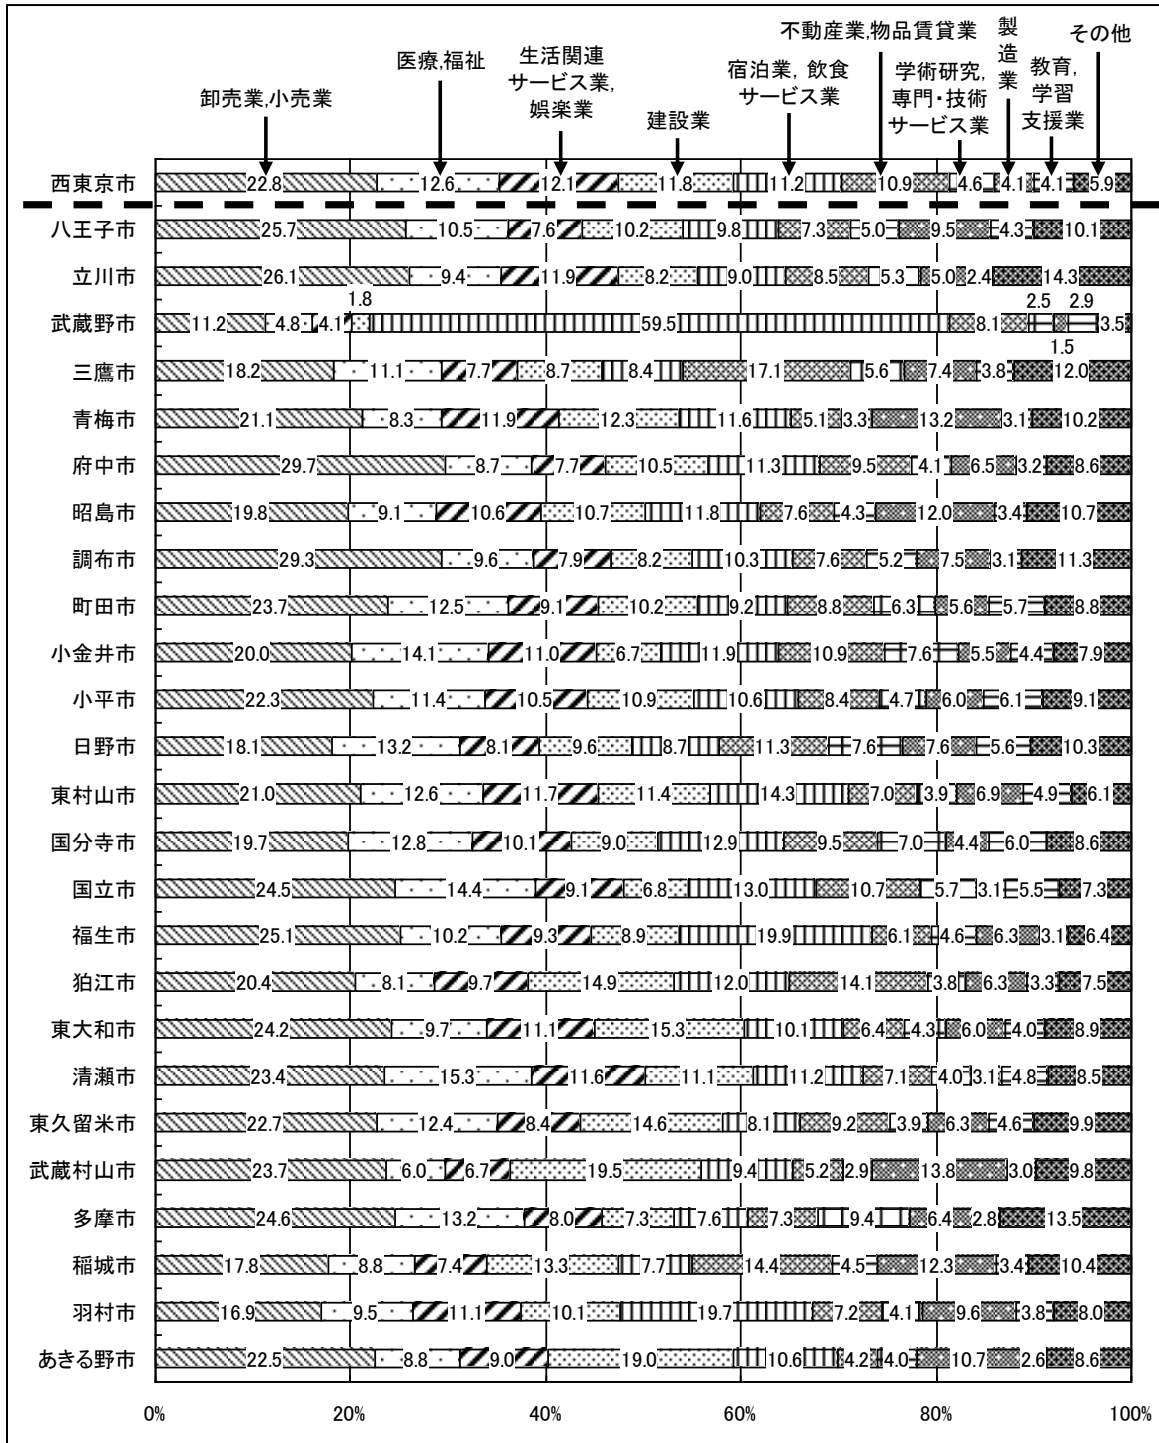 不動産業,物品賃貸業
製造業
その他
医療,福祉
生活関連
サービス業,
娯楽業
宿泊業, 飲食
サービス業
学術研究,
専門・技術
サービス業
教育,
学習
支援業
卸売業,小売業
建設業
西東京市 22.8 12.6 12.1 11.8 11.2 10.9 4.6 4.1 4.1 5.9
八王子市 25.7 10.5 7.6 10.2 9.8 7.3 5.0 9.5 4.3 10.1
立川市 26.1 9.4 11.9 8.2 9.0 8.5 5.3 5.0 2.4 14.3
1.8 2.5 2.9
武蔵野市 11.2 4.8 4.1 59.5 8.1 3.5
1.5
三鷹市 18.2 11.1 7.7 8.7 8.4 17.1 5.6 7.4 3.8 12.0
青梅市 21.1 8.3 11.9 12.3 11.6 5.1 3.3 13.2 3.1 10.2
府中市 29.7 8.7 7.7 10.5 11.3 9.5 4.1 6.5 3.2 8.6
昭島市 19.8 9.1 10.6 10.7 11.8 7.6 4.3 12.0 3.4 10.7
調布市 29.3 9.6 7.9 8.2 10.3 7.6 5.2 7.5 3.1 11.3
町田市 23.7 12.5 9.1 10.2 9.2 8.8 6.3 5.6 5.7 8.8
小金井市 20.0 14.1 11.0 6.7 11.9 10.9 7.6 5.5 4.4 7.9
小平市 22.3 11.4 10.5 10.9 10.6 8.4 4.7 6.0 6.1 9.1
日野市 18.1 13.2 8.1 9.6 8.7 11.3 7.6 7.6 5.6 10.3
東村山市 21.0 12.6 11.7 11.4 14.3 7.0 3.9 6.9 4.9 6.1
国分寺市 19.7 12.8 10.1 9.0 12.9 9.5 7.0 4.4 6.0 8.6
国立市 24.5 14.4 9.1 6.8 13.0 10.7 5.7 3.1 5.5 7.3
福生市 25.1 10.2 9.3 8.9 19.9 6.1 4.6 6.3 3.1 6.4
狛江市 20.4 8.1 9.7 14.9 12.0 14.1 3.8 6.3 3.3 7.5
東大和市 24.2 9.7 11.1 15.3 10.1 6.4 4.3 6.0 4.0 8.9
清瀬市 23.4 15.3 11.6 11.1 11.2 7.1 4.0 3.1 4.8 8.5
東久留米市 22.7 12.4 8.4 14.6 8.1 9.2 3.9 6.3 4.6 9.9
武蔵村山市 23.7 6.0 6.7 19.5 9.4 5.2 2.9 13.8 3.0 9.8
多摩市 24.6 13.2 8.0 7.3 7.6 7.3 9.4 6.4 2.8 13.5
稲城市 17.8 8.8 7.4 13.3 7.7 14.4 4.5 12.3 3.4 10.4
羽村市 16.9 9.5 11.1 10.1 19.7 7.2 4.1 9.6 3.8 8.0
あきる野市 22.5 8.8 9.0 19.0 10.6 4.2 4.0 10.7 2.6 8.6
0% 20% 40% 60% 80% 100%